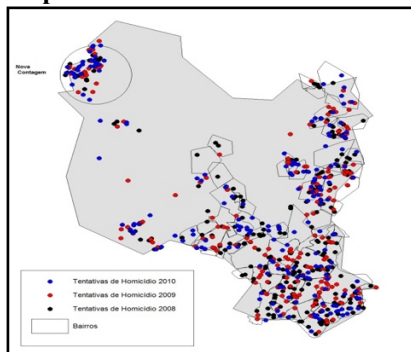 Nova
Contagem
Tentativas de Homicídio 2010
Tentativas de Homicídio 2009
Tentativas de Homicídio 2008
Bairros